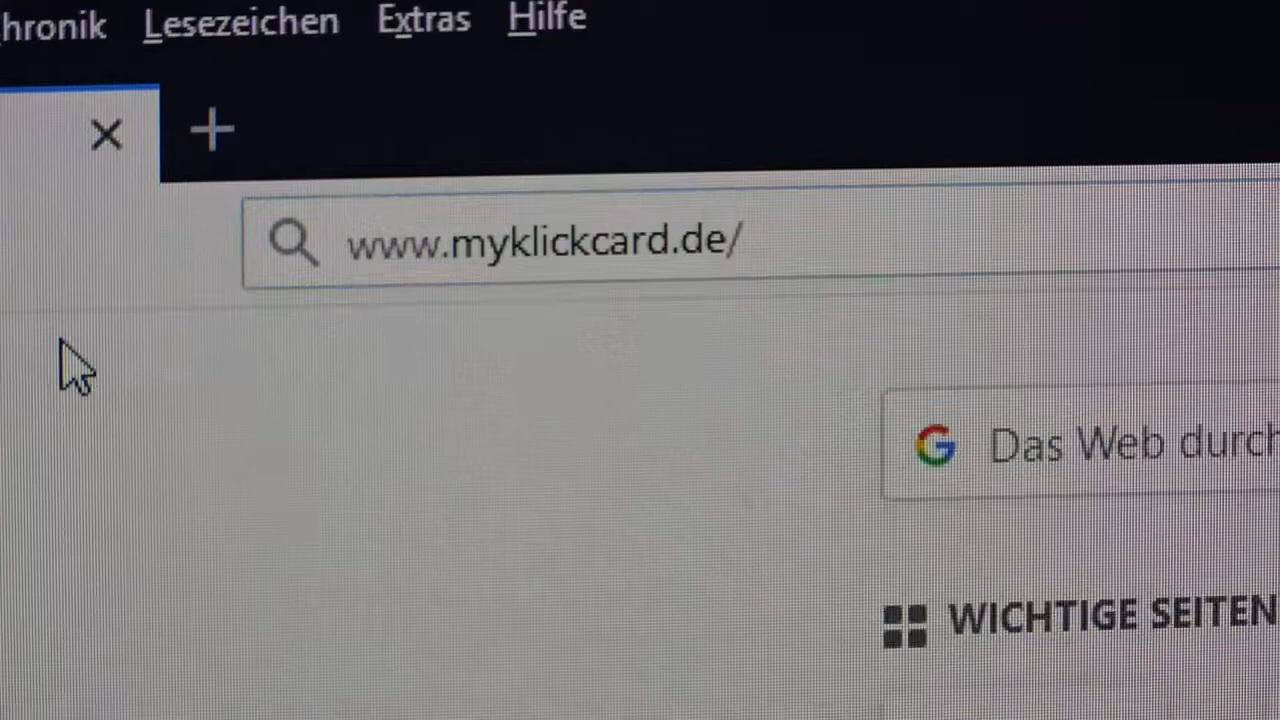 hronik Lesezeichen Extras Hilfe
www.myklickcard.de/
G Das Web durch
WICHTIGE SEITEN